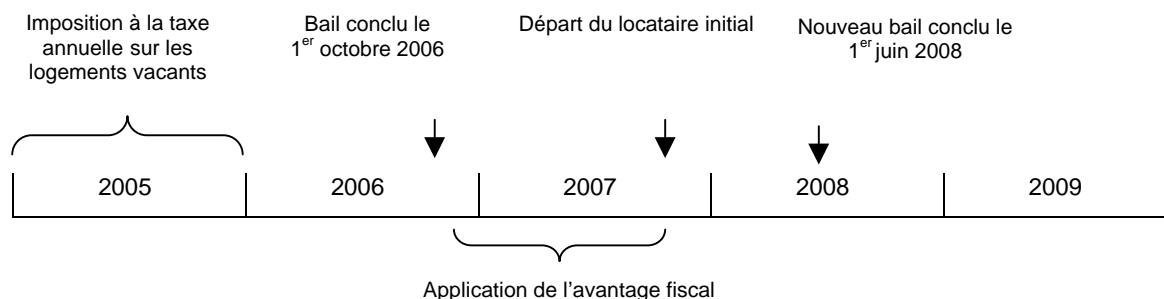 Imposition à la taxe
annuelle sur les
logements vacants
Bail conclu le
1er octobre 2006
Départ du locataire initial
Nouveau bail conclu le
1er juin 2008
2005
2006
2007
2008
2009
Application de l’avantage fiscal